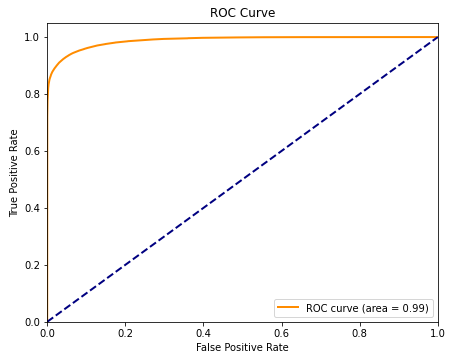 ROC Curve
True Positive Rate
1.0
0.8
0.6
0.4
0.2
0.0
0.0 0.2 0.4 0.6 0.8 1.0
False Positive Rate
ROC curve (area = 0.99)